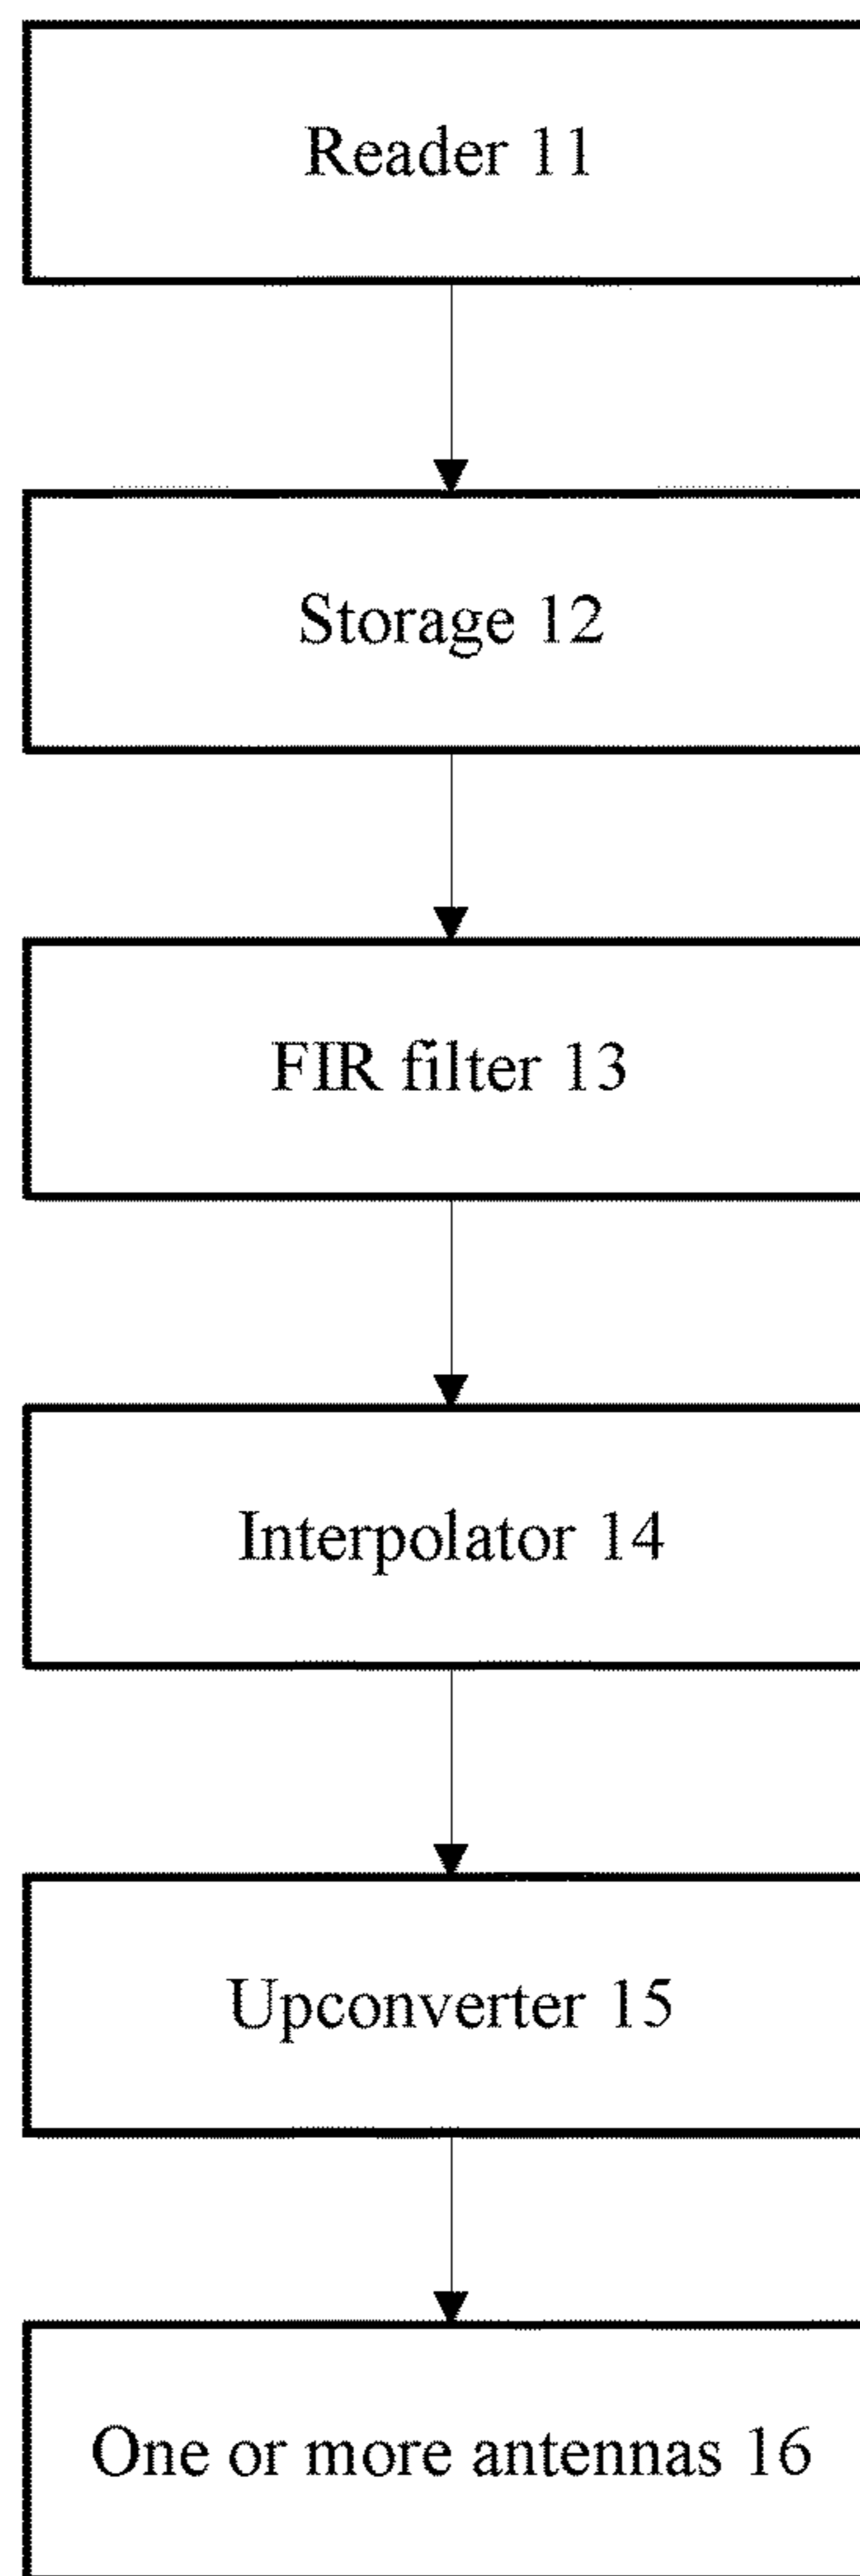 Reader 11
Storage 12
FIR filter 13
Interpolator 14
Upconverter 15
One or more antennas 16